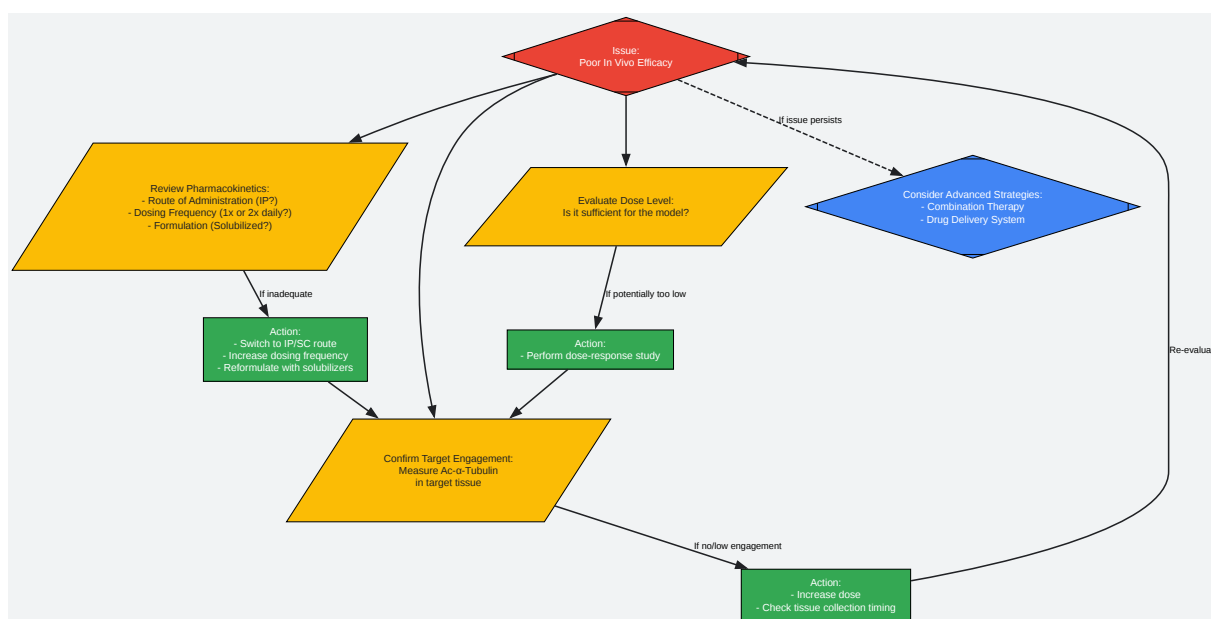 Issue:
Poor In Vivo Efficacy
If issue persists
Review Pharmacokinetics:
- Route of Administration (IP?)
- Dosing Frequency (1x or 2x daily?)
- Formulation (Solubilized?)
Evaluate Dose Level:
Is it sufficient for the model?
Consider Advanced Strategies:
- Combination Therapy
- Drug Delivery System
If inadequate
If potentially too low
Action:
- Switch to IP/SC route
- Increase dosing frequency
- Reformulate with solubilizers
Action:
- Perform dose-response study
Re-evalua
Confirm Target Engagement:
Measure Ac-α-Tubulin
in target tissue
If no/low engagement
Action:
- Increase dose
- Check tissue collection timing